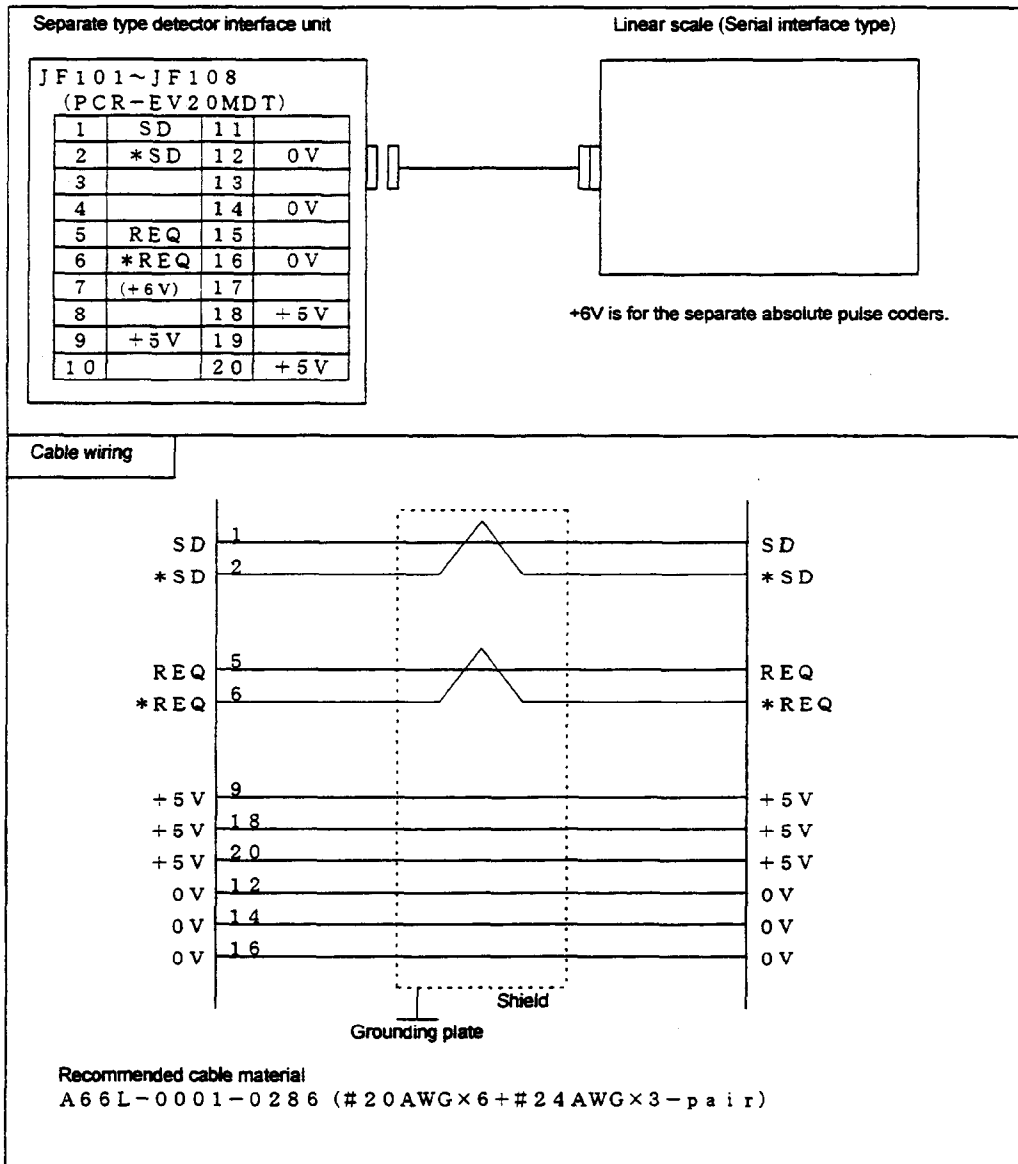 Separate type detector interface unit
Linear scale (Serial interface type)
JF101~JF108
(PCR-EV20MDT)
1 SD 11
2 *SD 12 0V
3 13
4 14 0V
5 REQ 15
6 *REQ 16 0V
7 (+6V) 17
8 18 +5V
9 +5V 19
10 20 +5V
+6V is for the separate absolute pulse coders.
Cable wiring
SD 1 SD
*SD 2 *SD
REQ 5 REQ
*REQ 6 *REQ
+5V 9 +5V
+5V 18 +5V
+5V 20 +5V
0V 12 0V
0V 14 0V
0V 16 0V
Shield
Grounding plate
Recommended cable material
A66L-0001-0286 (#20AWG×6+#24AWG×3-pair)